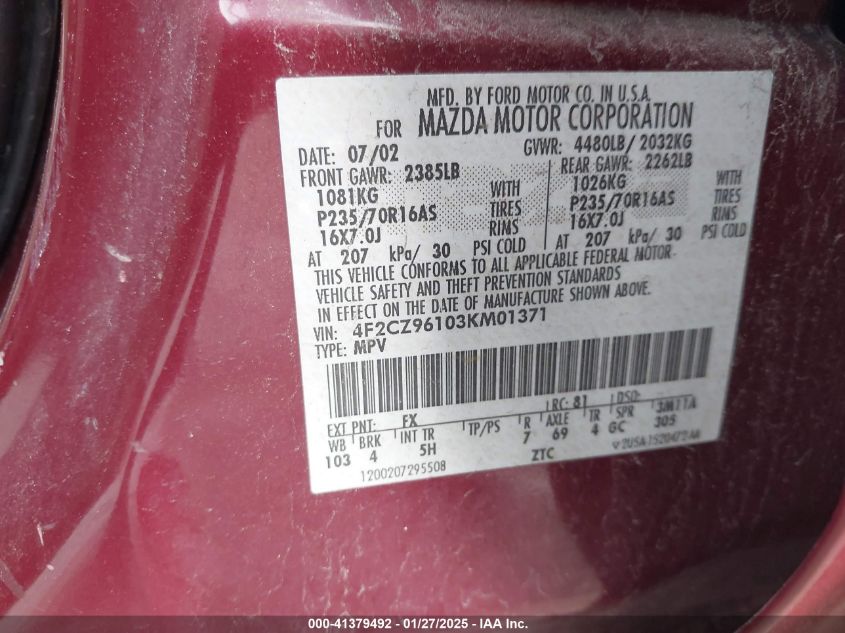 MFD. BY FORD MOTOR CO. IN U.S.A.
FOR MAZDA MOTOR CORPORATION
DATE: 07/02 GVWR: 4480LB/ 2032KG
FRONT GAWR: 2385LB REAR GAWR: 2262LB
1081KG WITH 1026KG WITH
P235/70R16AS TIRES P235/70R16AS TIRES
16X7.0J RIMS 16X7.0J RIMS
AT 207 kPa/ 30 PSI COLD AT 207 kPa/ 30 PSI COLD
THIS VEHICLE CONFORMS TO ALL APPLICABLE FEDERAL MOTOR
VEHICLE SAFETY AND THEFT PREVENTION STANDARDS
IN EFFECT ON THE DATE OF MANUFACTURE SHOWN ABOVE.
VIN: 4F2CZ96103KM01371
TYPE: MPV
EXT PNT: FX RC: 81 DSO:
WB BRK INT TR TP/PS R AXLE TR SPR 3M11A
103 4 5H 7 69 4 GC 305
1200207295508 ZTC
000-41379492 - 01/27/2025 - IAA Inc.